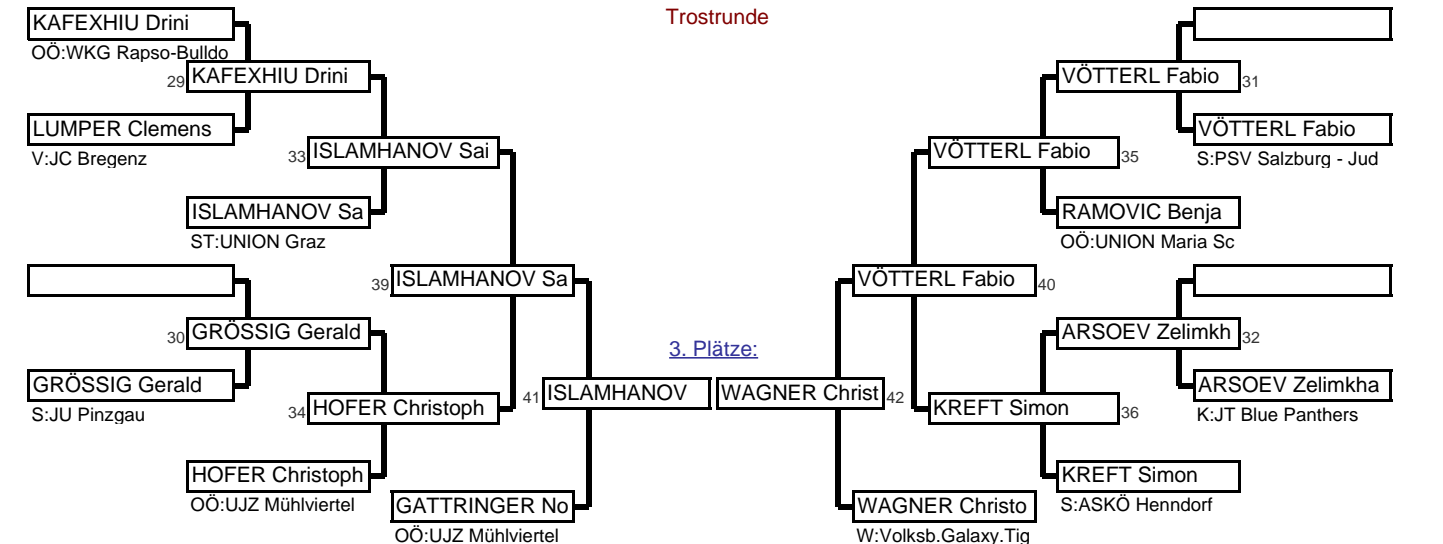 Trostrunde
KAFEXHIU Drini
OÖ:WKG Rapso-Bulldo
29 KAFEXHIU Drini
LUMPER Clemens
V:JC Bregenz
33 ISLAMHANOV Sai
ISLAMHANOV Sa
ST:UNION Graz
39 ISLAMHANOV Sa
30 GRÖSSIG Gerald
GRÖSSIG Gerald
S:JU Pinzgau
34 HOFER Christoph
HOFER Christoph
OÖ:UJZ Mühlviertel
GATTRINGER No
OÖ:UJZ Mühlviertel
3. Plätze:
41 ISLAMHANOV
WAGNER Christ 42
VÖTTERL Fabio 31
VÖTTERL Fabio
S:PSV Salzburg - Jud
VÖTTERL Fabio 35
RAMOVIC Benja
OÖ:UNION Maria Sc
VÖTTERL Fabio 40
ARSOEV Zelimkh 32
ARSOEV Zelimkha
K:JT Blue Panthers
KREFT Simon 36
KREFT Simon
S:ASKÖ Henndorf
WAGNER Christo
W:Volksb.Galaxy.Tig